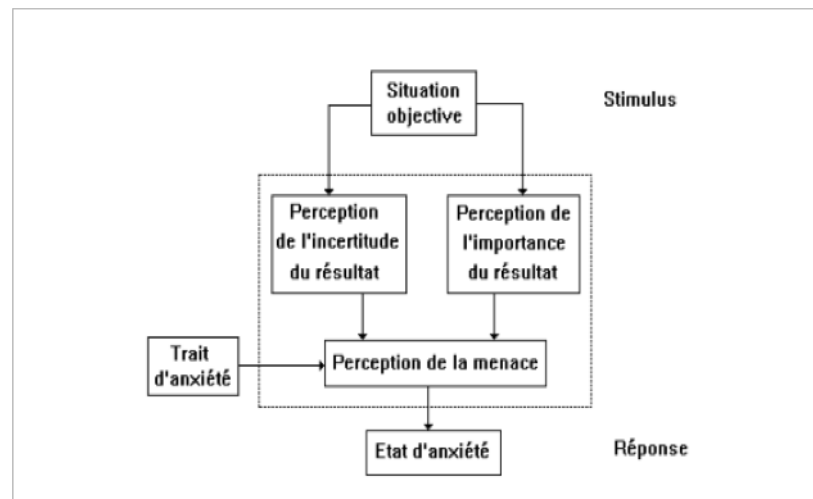 Situation
objective
Stimulus
Perception
de l'incertitude
du résultat
Perception de
l'importance
du résultat
Trait
d'anxiété
Perception de la menace
Etat d'anxiété
Réponse